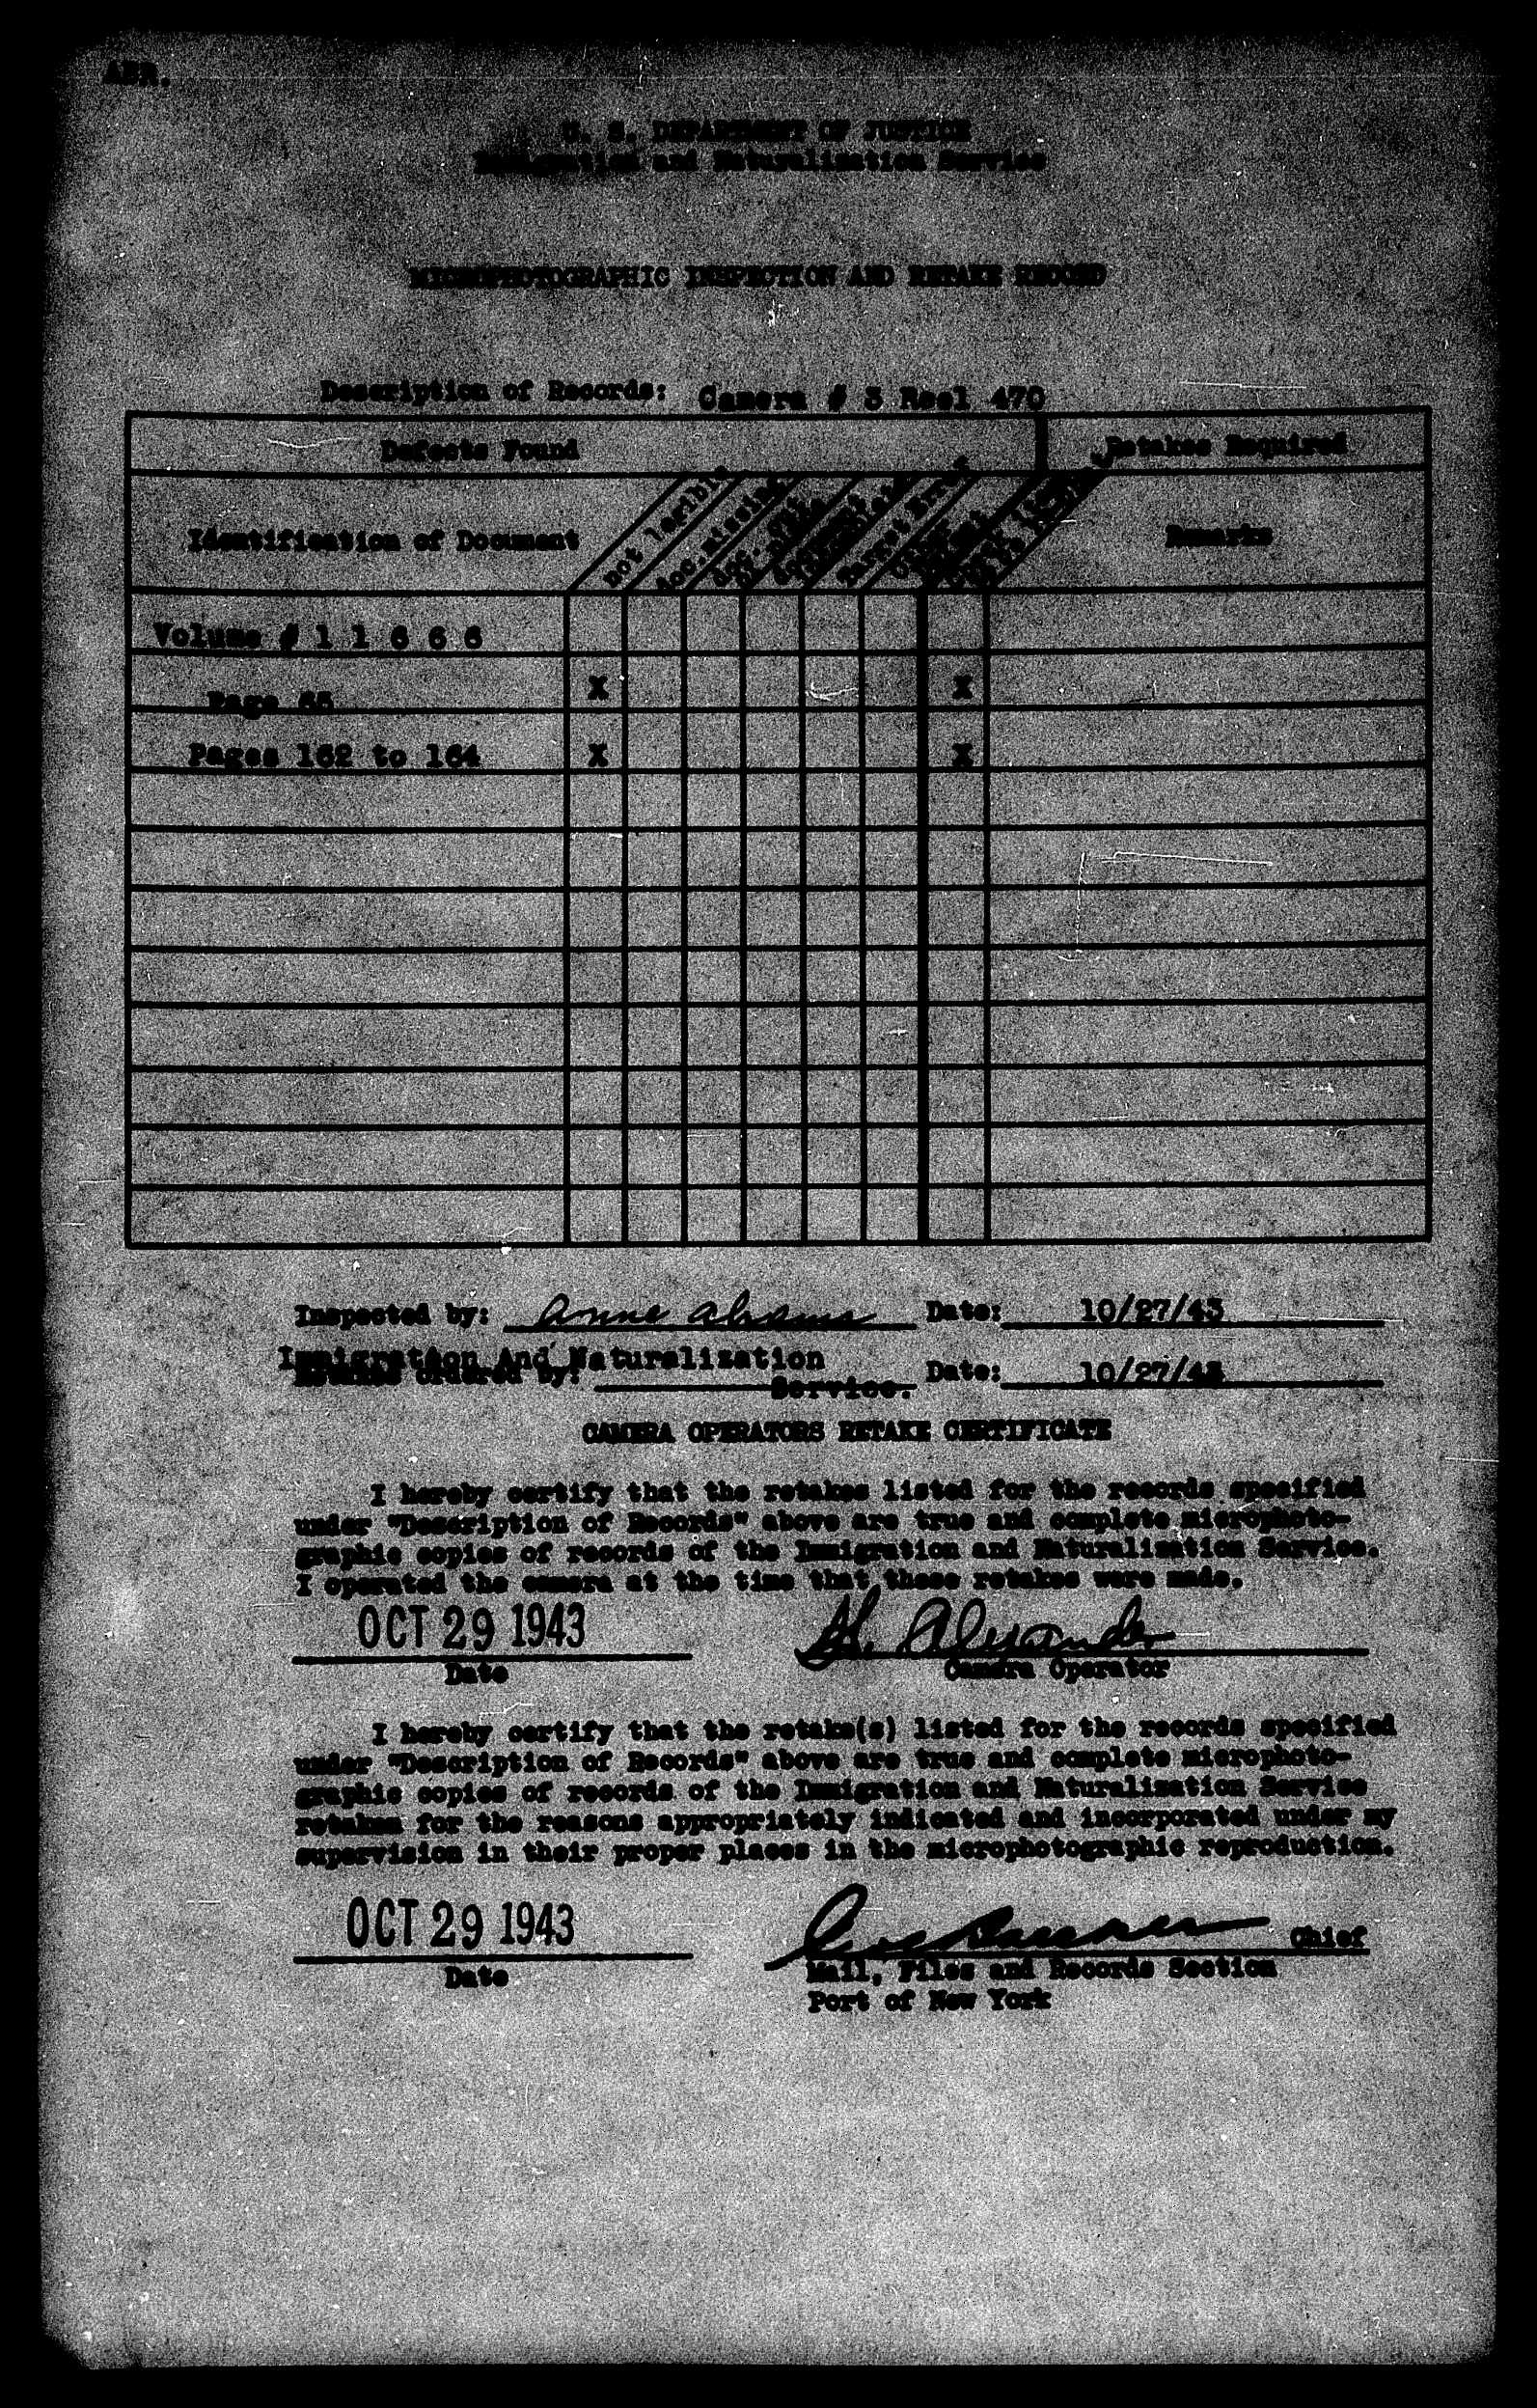 U. S. DEPARTMENT OF JUSTICE
Immigration and Naturalization Service
MICROPHOTOGRAPHIC INSPECTION AND RETAKE RECORD
Description of Records: Camera # 3 Reel 470
Defects Found
Retakes Required
Identification of Document
not legible
doc. missing
Remarks
Volume # 1 1 6 6 6
Page 65 X X
Pages 162 to 164 X X
Inspected by: Anne Abrams Date: 10/27/43
Immigration And Naturalization
Retakes ordered by: Service. Date: 10/27/43
CAMERA OPERATORS RETAKE CERTIFICATE
I hereby certify that the retakes listed for the records specified
under "Description of Records" above are true and complete microphoto-
graphic copies of records of the Immigration and Naturalization Service.
I operated the camera at the time that these retakes were made.
OCT 29 1943 H. Alexander
Date Camera Operator
I hereby certify that the retake(s) listed for the records specified
under "Description of Records" above are true and complete microphoto-
graphic copies of records of the Immigration and Naturalization Service
retakes for the reasons appropriately indicated and incorporated under my
supervision in their proper places in the microphotographic reproduction.
OCT 29 1943 Chief
Date Mail, Files and Records Section
Port of New York